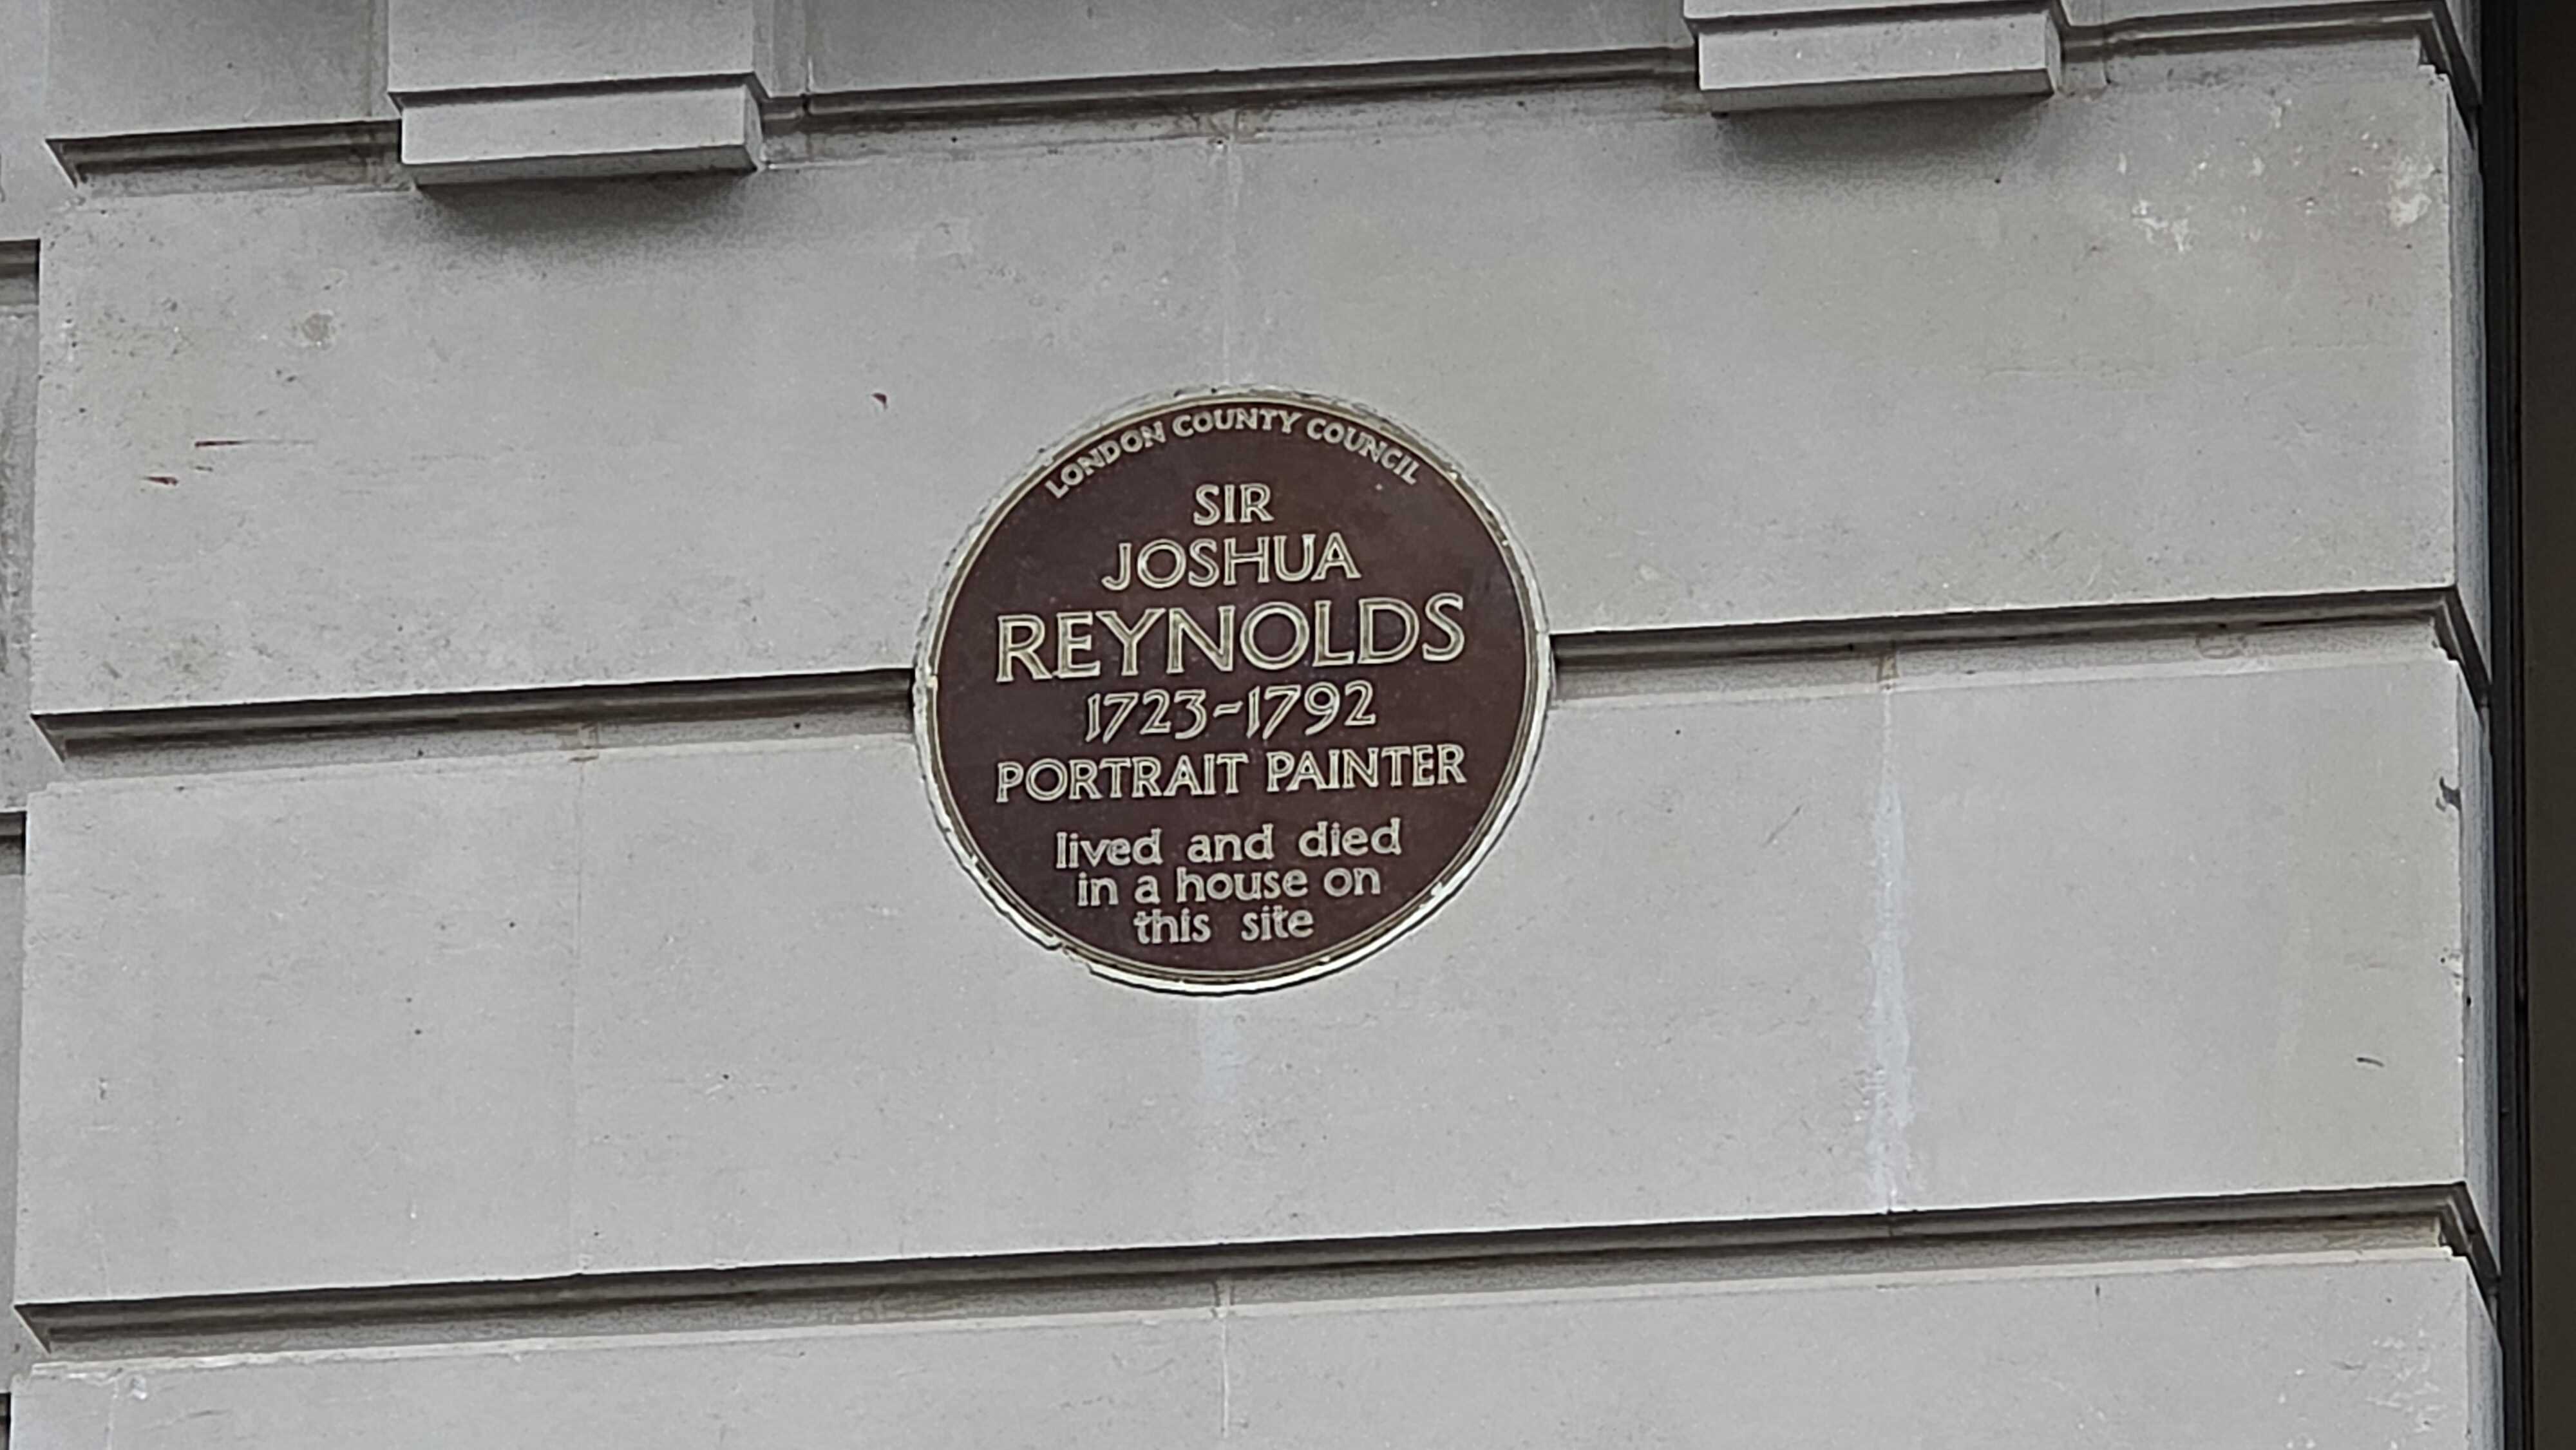 LONDON COUNTY COUNCIL
SIR
JOSHUA
REYNOLDS
1723~1792
PORTRAIT PAINTER
lived and died
in a house on
this site